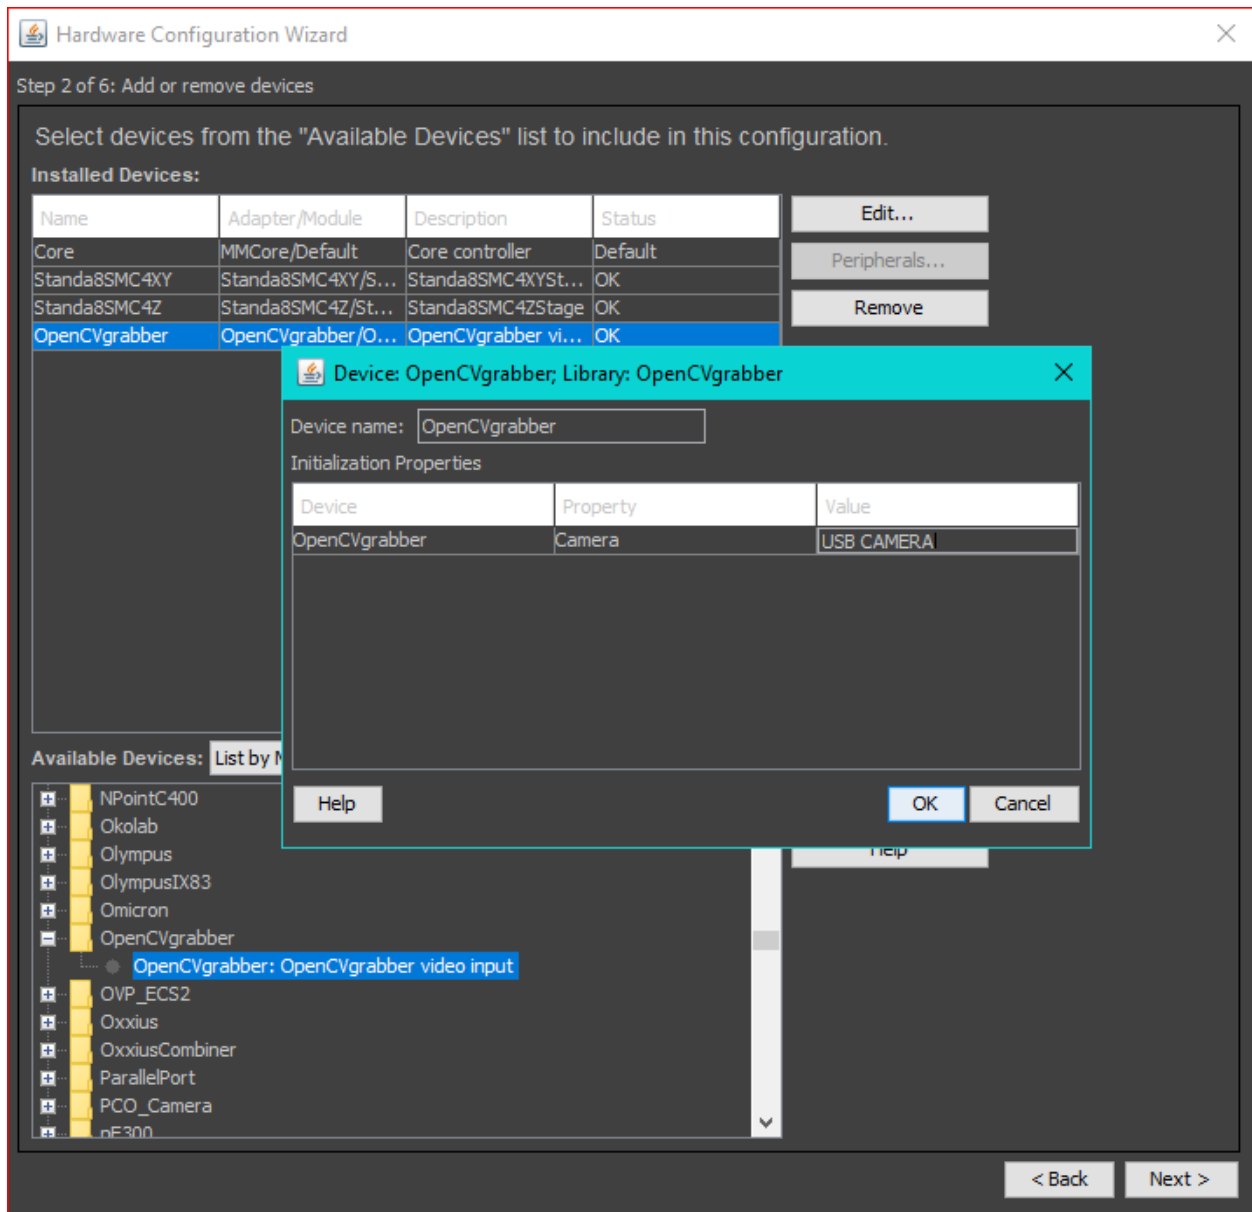 Hardware Configuration Wizard
Step 2 of 6: Add or remove devices
Select devices from the "Available Devices" list to include in this configuration.
Installed Devices:
Name Adapter/Module Description Status
Edit...
Core MMCore/Default Core controller Default
Peripherals...
Standa8SMC4XY Standa8SMC4XY/S... Standa8SMC4XYSt... OK
Standa8SMC4Z Standa8SMC4Z/St... Standa8SMC4ZStage OK
Remove
OpenCVgrabber OpenCVgrabber/O... OpenCVgrabber vi... OK
Device: OpenCVgrabber; Library: OpenCVgrabber
Device name: OpenCVgrabber
Initialization Properties
Device Property Value
OpenCVgrabber Camera USB CAMERA
Help OK Cancel
Available Devices: List by
Help
NPointC400
Okolab
Olympus
OlympusIX83
Omicron
OpenCVgrabber
OpenCVgrabber: OpenCVgrabber video input
OVP_ECS2
Oxxius
OxxiusCombiner
ParallelPort
PCO_Camera
pE300
< Back Next >